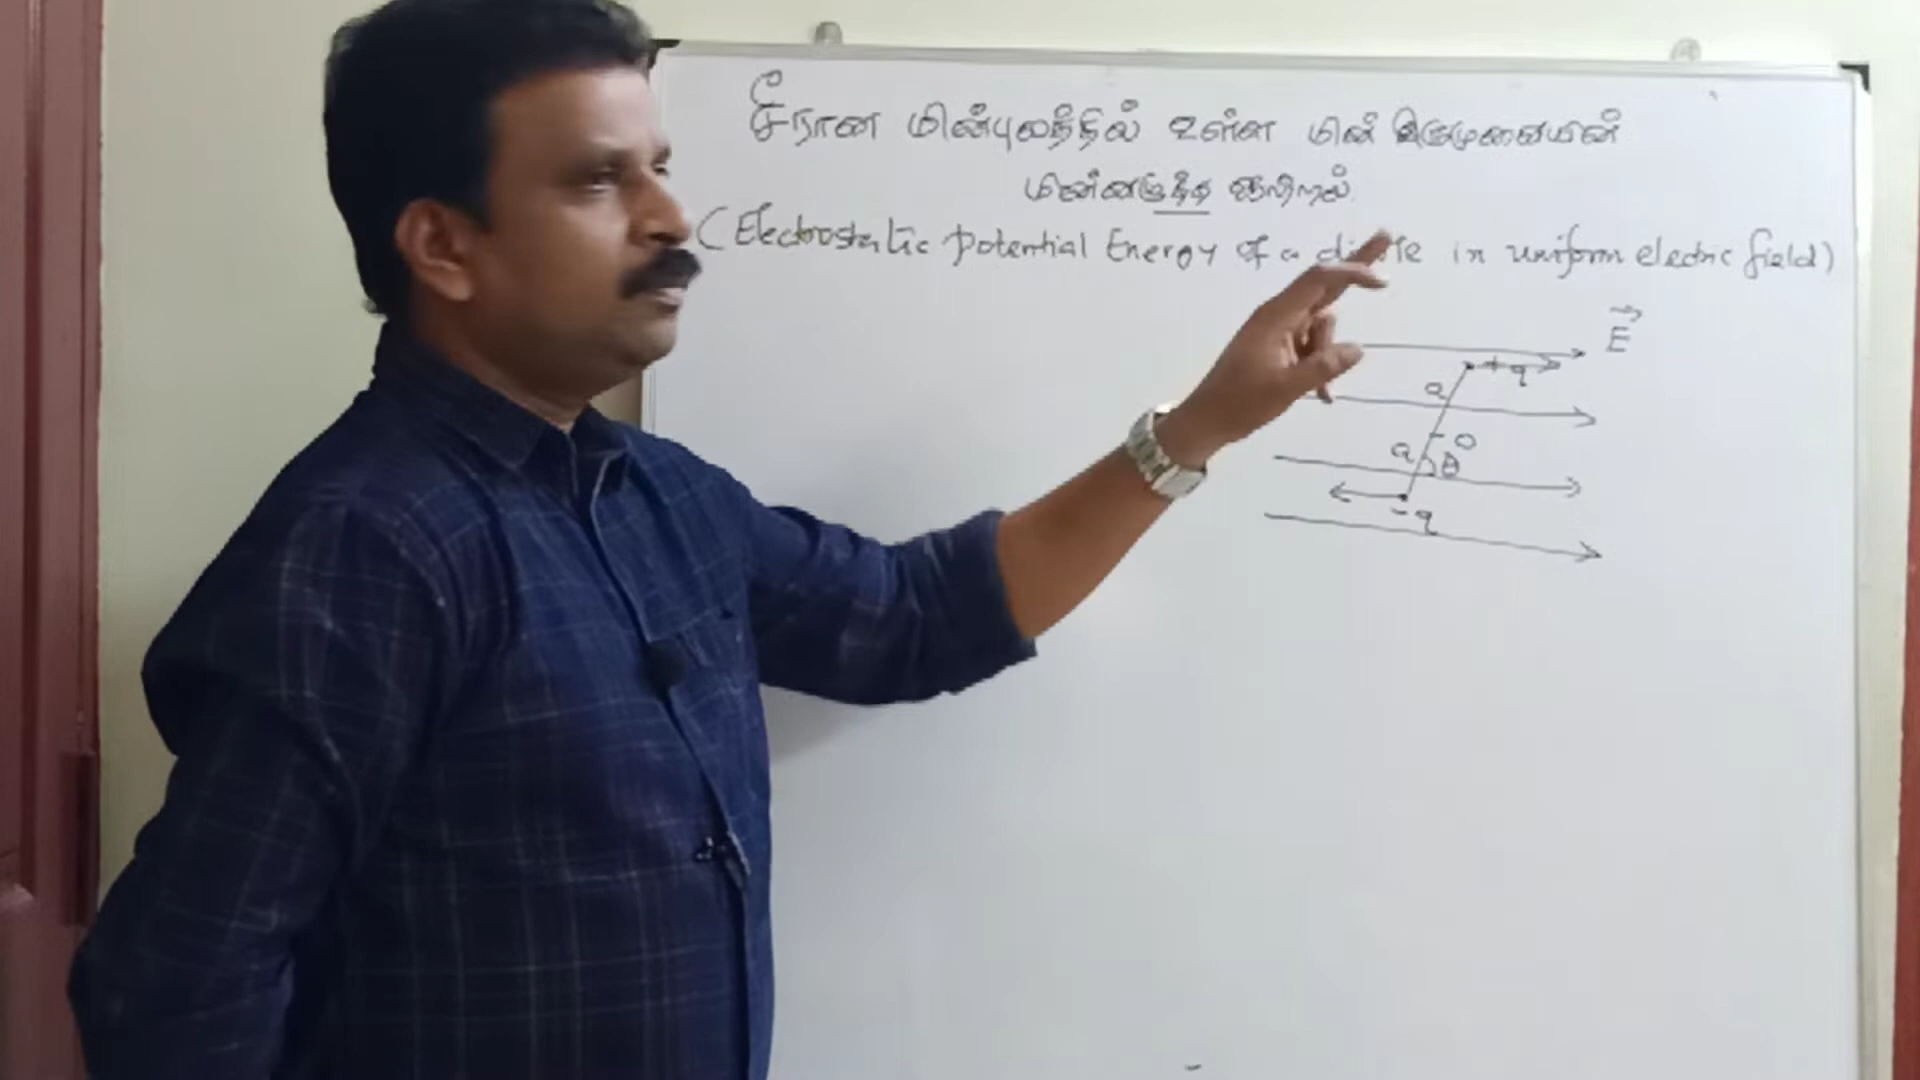 சீரான மின்புலத்தில் உள்ள மின் இருமுனையின்
மின்னழுத்த ஆற்றல்
(Electrostatic Potential Energy of a dipole in uniform electric field)
E
+q
a
O
a θ
-q